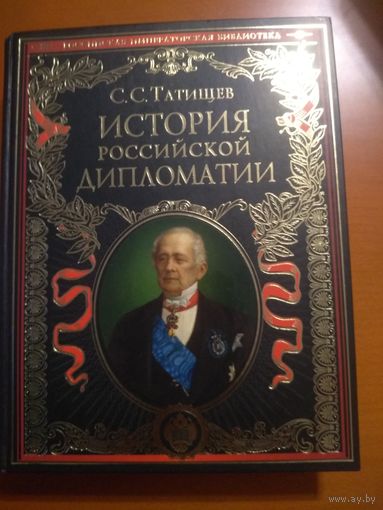 РОССИЙСКАЯ ИМПЕРАТОРСКАЯ БИБЛИОТЕКА
С. С. ТАТИЩЕВ
ИСТОРИЯ
РОССИЙСКОЙ
ДИПЛОМАТИИ
www.ay.by